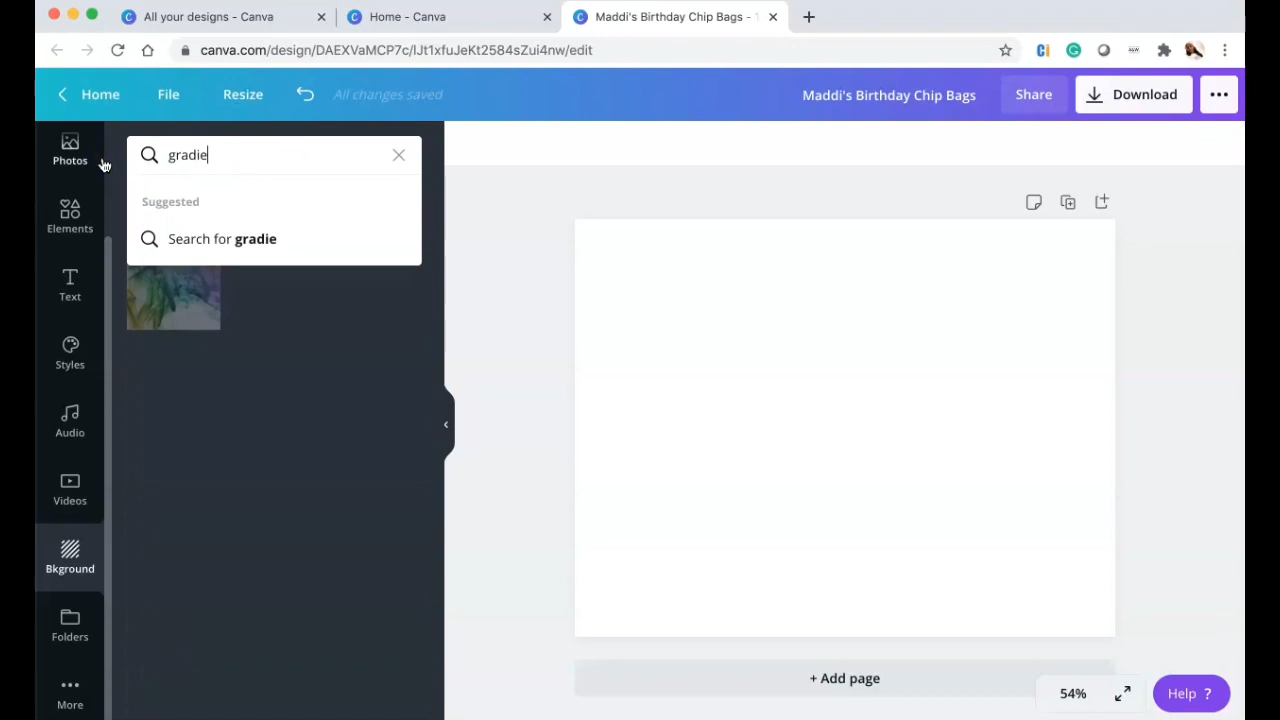 All your designs - Canva
Home - Canva
Maddi's Birthday Chip Bags -
canva.com/design/DAEXVaMCP7c/lJt1xfuJeKt2584sZui4nw/edit
Home File Resize All changes saved Maddi's Birthday Chip Bags Share Download
Photos
Elements
Text
Styles
Audio
Videos
Bkground
Folders
More
gradie
Suggested
Search for gradie
+ Add page
54%
Help ?